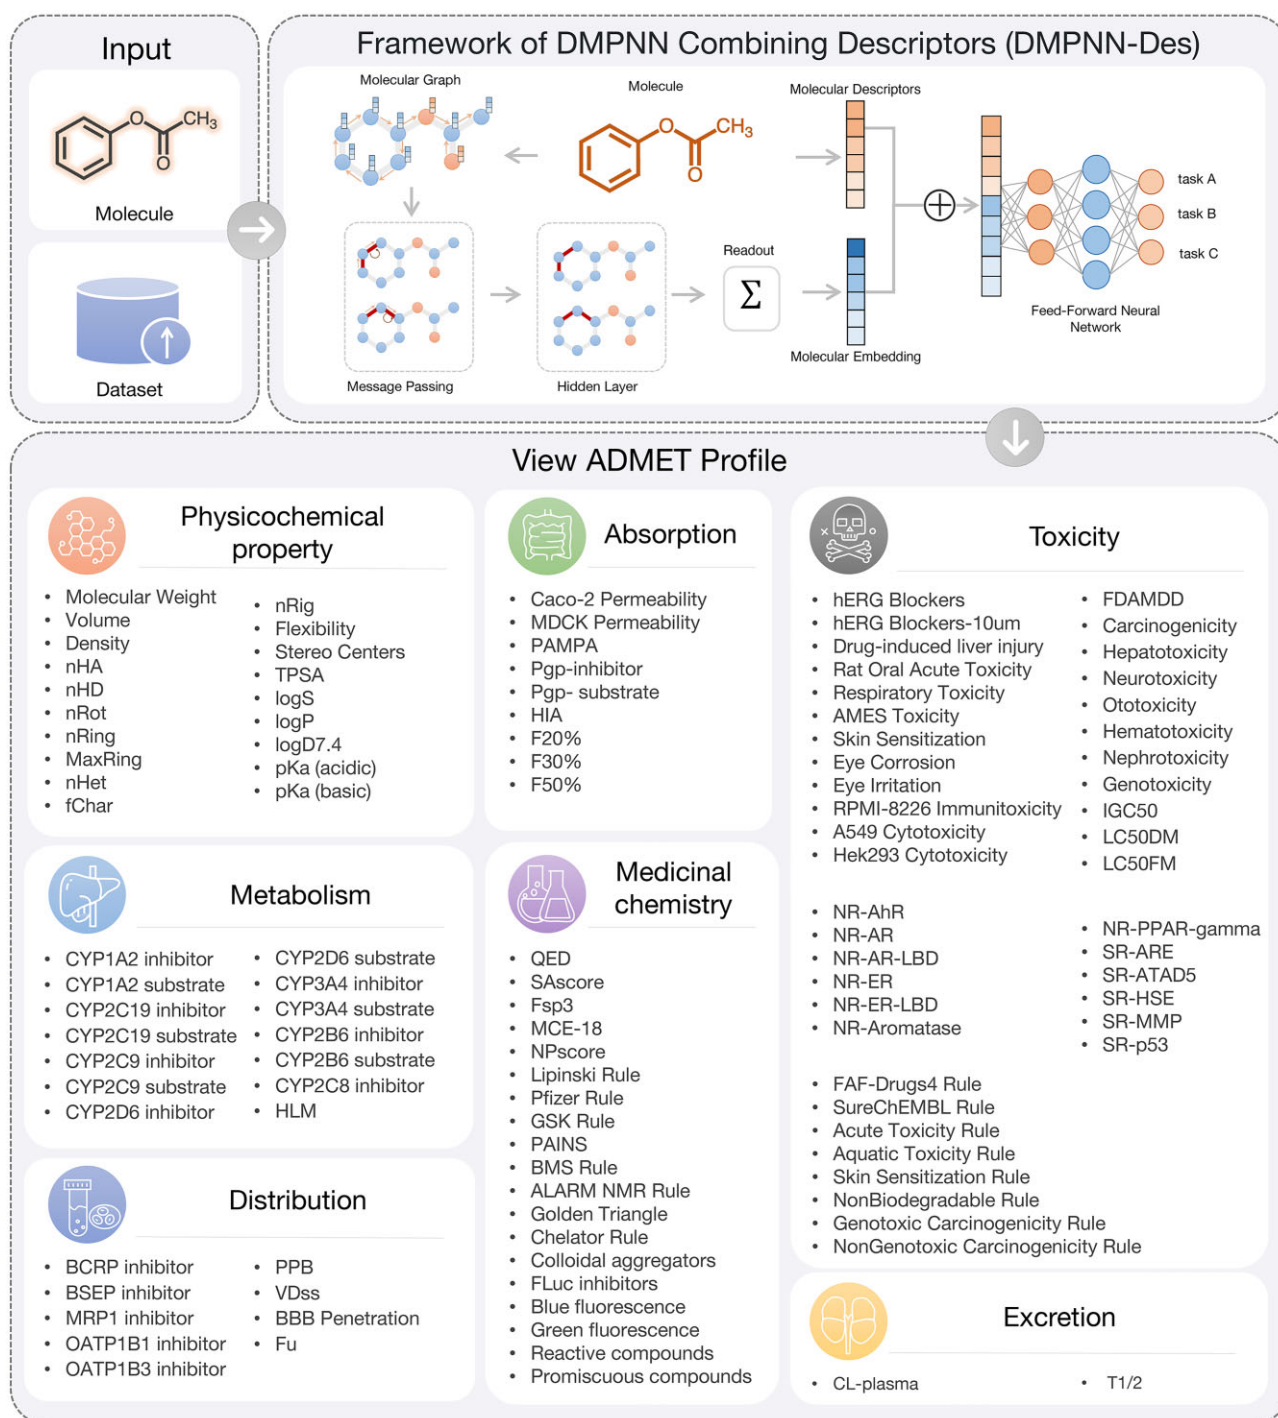 Input
O
CH₃
O
Molecule
Dataset
Framework of DMPNN Combining Descriptors (DMPNN-Des)
Molecular Graph
Molecule
Molecular Descriptors
O
CH₃
O
task A
task B
task C
Readout
Σ
Feed-Forward Neural
Network
Molecular Embedding
Message Passing
Hidden Layer
View ADMET Profile
Physicochemical
property
• Molecular Weight
• Volume
• Density
• nHA
• nHD
• nRot
• nRing
• MaxRing
• nHet
• fChar
• nRig
• Flexibility
• Stereo Centers
• TPSA
• logS
• logP
• logD7.4
• pKa (acidic)
• pKa (basic)
Absorption
• Caco-2 Permeability
• MDCK Permeability
• PAMPA
• Pgp-inhibitor
• Pgp- substrate
• HIA
• F20%
• F30%
• F50%
Toxicity
• hERG Blockers
• hERG Blockers-10um
• Drug-induced liver injury
• Rat Oral Acute Toxicity
• Respiratory Toxicity
• AMES Toxicity
• Skin Sensitization
• Eye Corrosion
• Eye Irritation
• RPMI-8226 Immunitoxicity
• A549 Cytotoxicity
• Hek293 Cytotoxicity
• FDAMDD
• Carcinogenicity
• Hepatotoxicity
• Neurotoxicity
• Ototoxicity
• Hematotoxicity
• Nephrotoxicity
• Genotoxicity
• IGC50
• LC50DM
• LC50FM
• NR-AhR
• NR-AR
• NR-AR-LBD
• NR-ER
• NR-ER-LBD
• NR-Aromatase
• NR-PPAR-gamma
• SR-ARE
• SR-ATAD5
• SR-HSE
• SR-MMP
• SR-p53
• FAF-Drugs4 Rule
• SureChEMBL Rule
• Acute Toxicity Rule
• Aquatic Toxicity Rule
• Skin Sensitization Rule
• NonBiodegradable Rule
• Genotoxic Carcinogenicity Rule
• NonGenotoxic Carcinogenicity Rule
Metabolism
• CYP1A2 inhibitor
• CYP1A2 substrate
• CYP2C19 inhibitor
• CYP2C19 substrate
• CYP2C9 inhibitor
• CYP2C9 substrate
• CYP2D6 inhibitor
• CYP2D6 substrate
• CYP3A4 inhibitor
• CYP3A4 substrate
• CYP2B6 inhibitor
• CYP2B6 substrate
• CYP2C8 inhibitor
• HLM
Medicinal
chemistry
• QED
• SAscore
• Fsp3
• MCE-18
• NPscore
• Lipinski Rule
• Pfizer Rule
• GSK Rule
• PAINS
• BMS Rule
• ALARM NMR Rule
• Golden Triangle
• Chelator Rule
• Colloidal aggregators
• FLuc inhibitors
• Blue fluorescence
• Green fluorescence
• Reactive compounds
• Promiscuous compounds
Distribution
• BCRP inhibitor
• BSEP inhibitor
• MRP1 inhibitor
• OATP1B1 inhibitor
• OATP1B3 inhibitor
• PPB
• VDss
• BBB Penetration
• Fu
Excretion
• CL-plasma
• T1/2